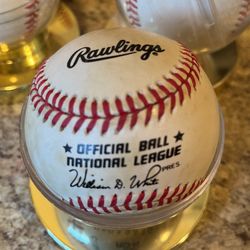 Rawlings
OFFICIAL BALL
NATIONAL LEAGUE
William D. White PRES.